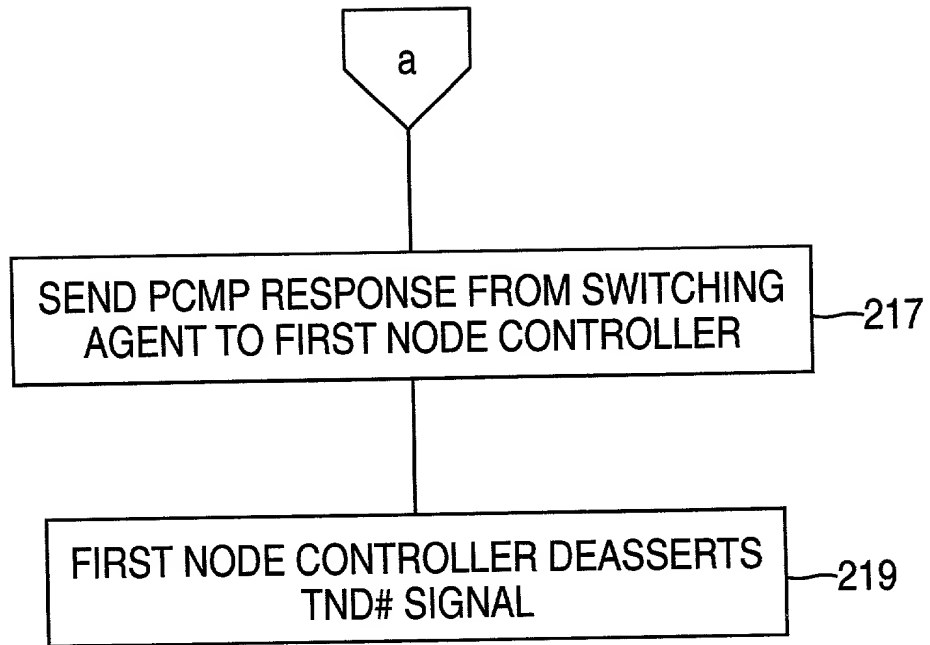 a
SEND PCMP RESPONSE FROM SWITCHING
AGENT TO FIRST NODE CONTROLLER
217
FIRST NODE CONTROLLER DEASSERTS
TND# SIGNAL
219